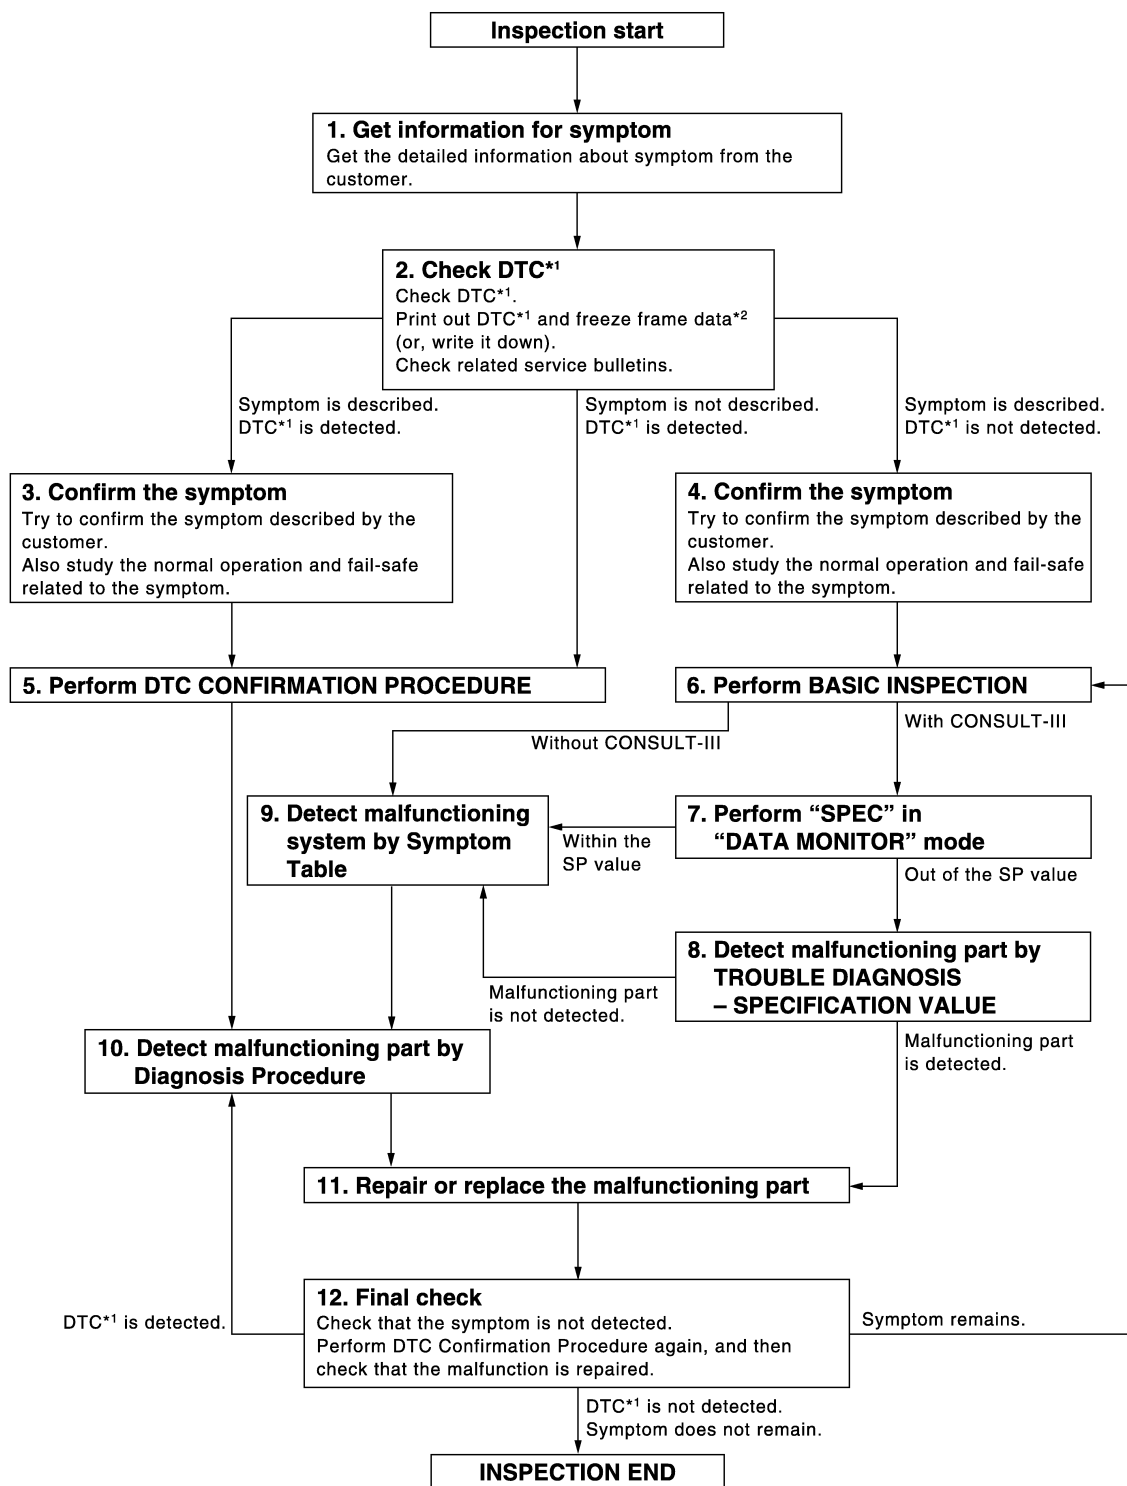 Inspection start
1. Get information for symptom
Get the detailed information about symptom from the
customer.
2. Check DTC*1
Check DTC*1.
Print out DTC*1 and freeze frame data*2
(or, write it down).
Check related service bulletins.
Symptom is described.
DTC*1 is detected.
Symptom is not described.
DTC*1 is detected.
Symptom is described.
DTC*1 is not detected.
3. Confirm the symptom
Try to confirm the symptom described by the
customer.
Also study the normal operation and fail-safe
related to the symptom.
4. Confirm the symptom
Try to confirm the symptom described by the
customer.
Also study the normal operation and fail-safe
related to the symptom.
5. Perform DTC CONFIRMATION PROCEDURE
6. Perform BASIC INSPECTION
Without CONSULT-III
With CONSULT-III
9. Detect malfunctioning
system by Symptom
Table
Within the
SP value
7. Perform “SPEC” in
“DATA MONITOR” mode
Out of the SP value
8. Detect malfunctioning part by
TROUBLE DIAGNOSIS
– SPECIFICATION VALUE
Malfunctioning part
is not detected.
Malfunctioning part
is detected.
10. Detect malfunctioning part by
Diagnosis Procedure
11. Repair or replace the malfunctioning part
12. Final check
Check that the symptom is not detected.
Perform DTC Confirmation Procedure again, and then
check that the malfunction is repaired.
DTC*1 is detected.
Symptom remains.
DTC*1 is not detected.
Symptom does not remain.
INSPECTION END